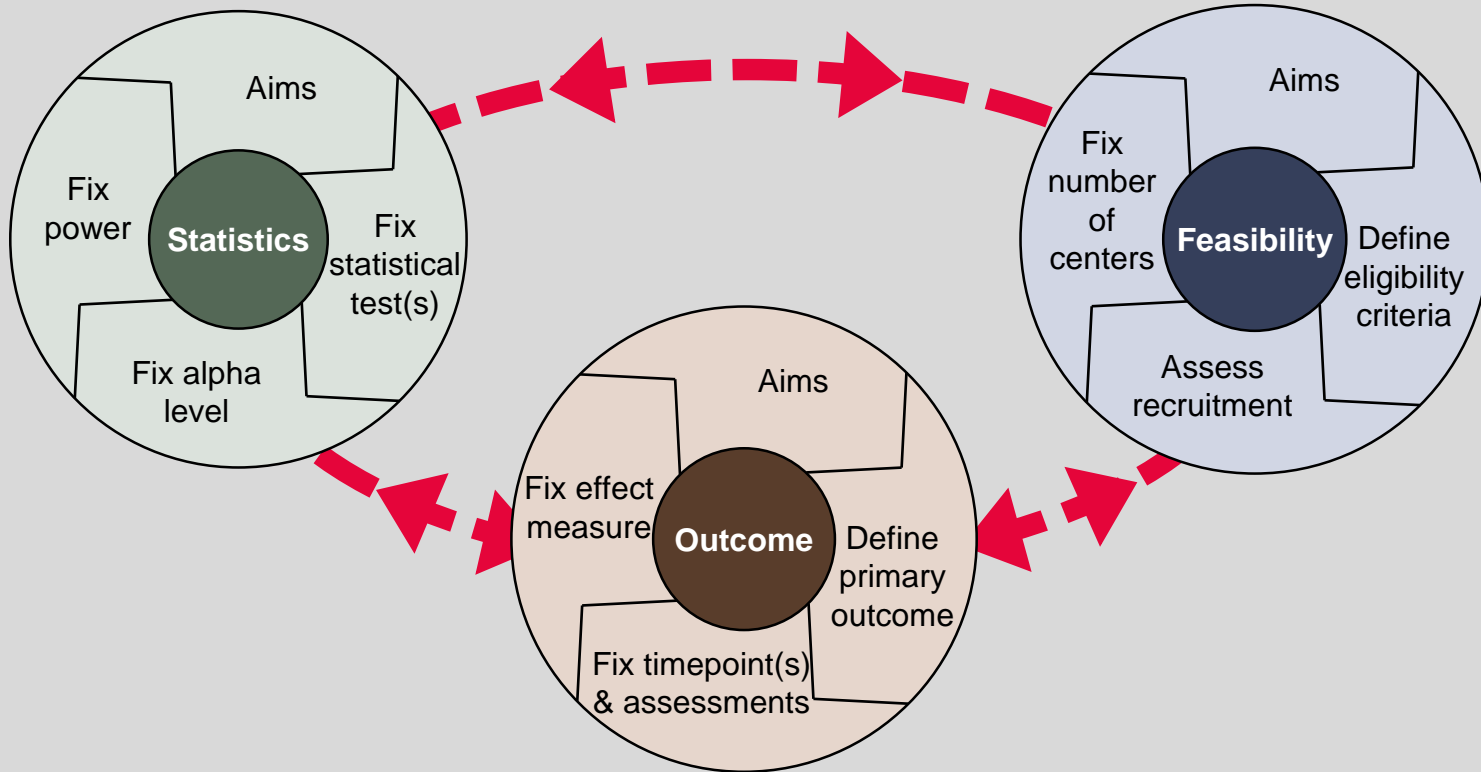 Aims
Fix
power
Statistics
Fix
statistical
test(s)
Fix alpha
level
Aims
Fix effect
measure
Outcome
Define
primary
outcome
Fix timepoint(s)
& assessments
Aims
Fix
number
of
centers
Feasibility
Define
eligibility
criteria
Assess
recruitment